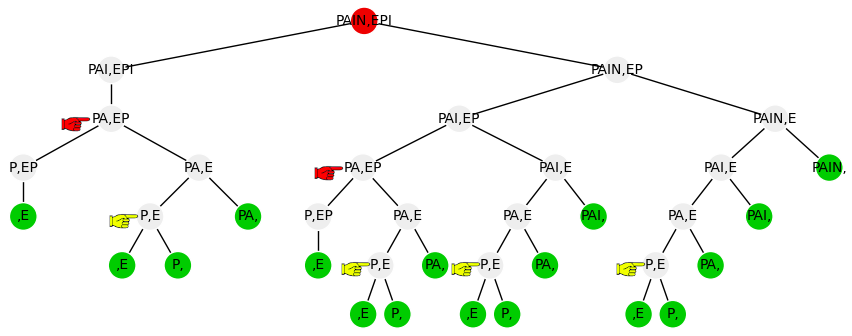 PAIN,EPI
PAI,EPI PAIN,EP
PA,EP PAI,EP PAIN,E
P,EP PA,E PA,EP PAI,E PAI,E PAIN,
,E P,E PA, P,EP PA,E PA,E PAI, PA,E PAI,
,E P, ,E P,E PA, P,E PA, P,E PA,
,E P, ,E P, ,E P,